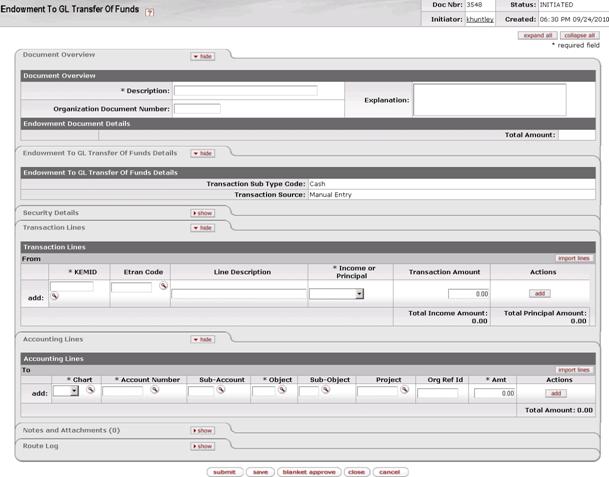 Endowment To GL Transfer Of Funds ?
Doc Nbr: 3548 Status: INITIATED
Initiator: khuntley Created: 06:30 PM 09/24/2010
expand all collapse all
* required field
Document Overview hide
Document Overview
* Description: Explanation:
Organization Document Number:
Endowment Document Details
Total Amount:
Endowment To GL Transfer Of Funds Details hide
Endowment To GL Transfer Of Funds Details
Transaction Sub Type Code: Cash
Transaction Source: Manual Entry
Security Details show
Transaction Lines hide
Transaction Lines
From import lines
* KEMID Etran Code Line Description * Income or Principal Transaction Amount Actions
add: 0.00 add
Total Income Amount: 0.00 Total Principal Amount: 0.00
Accounting Lines hide
Accounting Lines
To import lines
* Chart * Account Number Sub-Account * Object Sub-Object Project Org Ref Id * Amt Actions
add: 0.00 add
Total Amount: 0.00
Notes and Attachments (0) show
Route Log show
submit save blanket approve close cancel